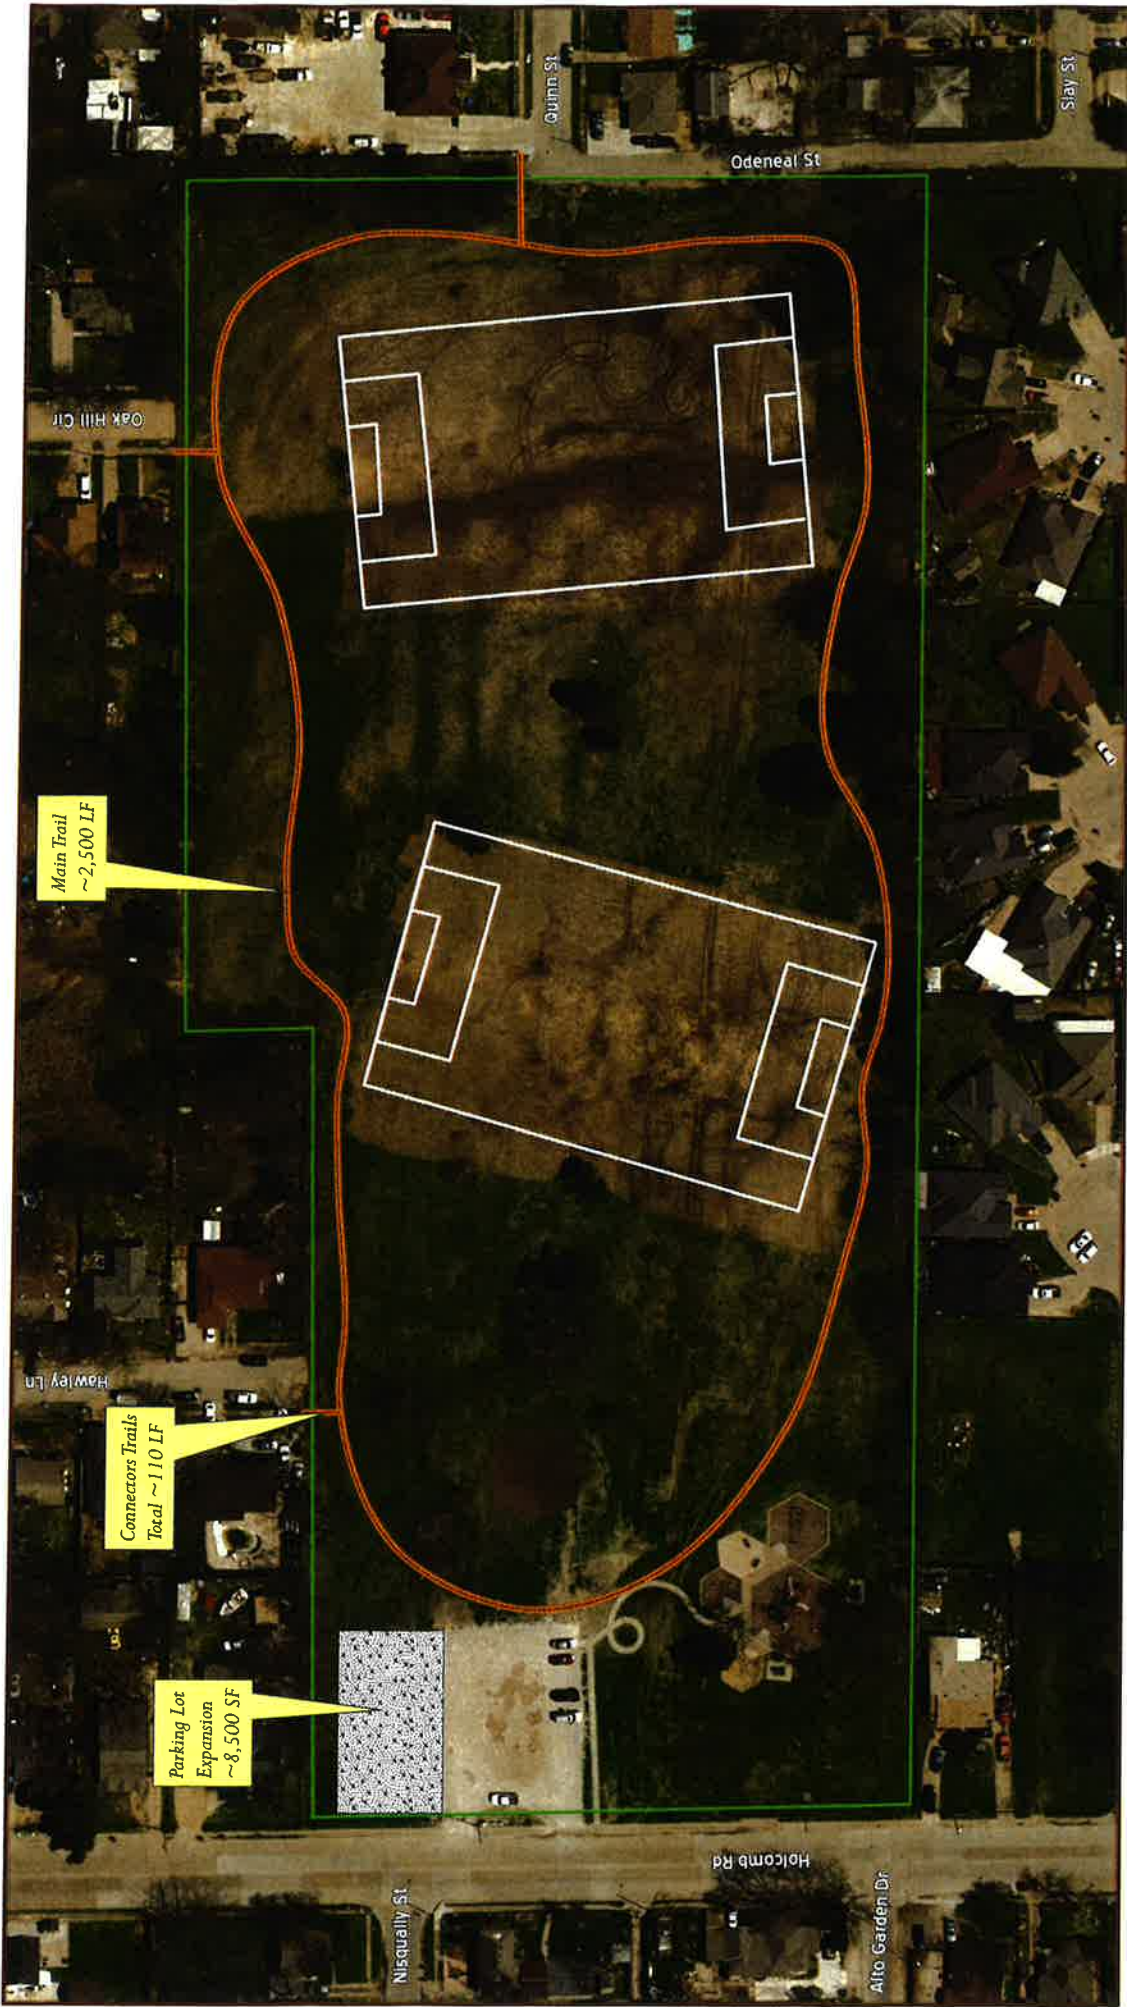 Quinn St
Slay St
Odeneal St
Oak Hill Cir
Main Trail
~2,500 LF
Hawley Ln
Connectors Trails
Total ~110 LF
Parking Lot
Expansion
~8,500 SF
Holcomb Rd
Nisqually St
Alto Garden Dr